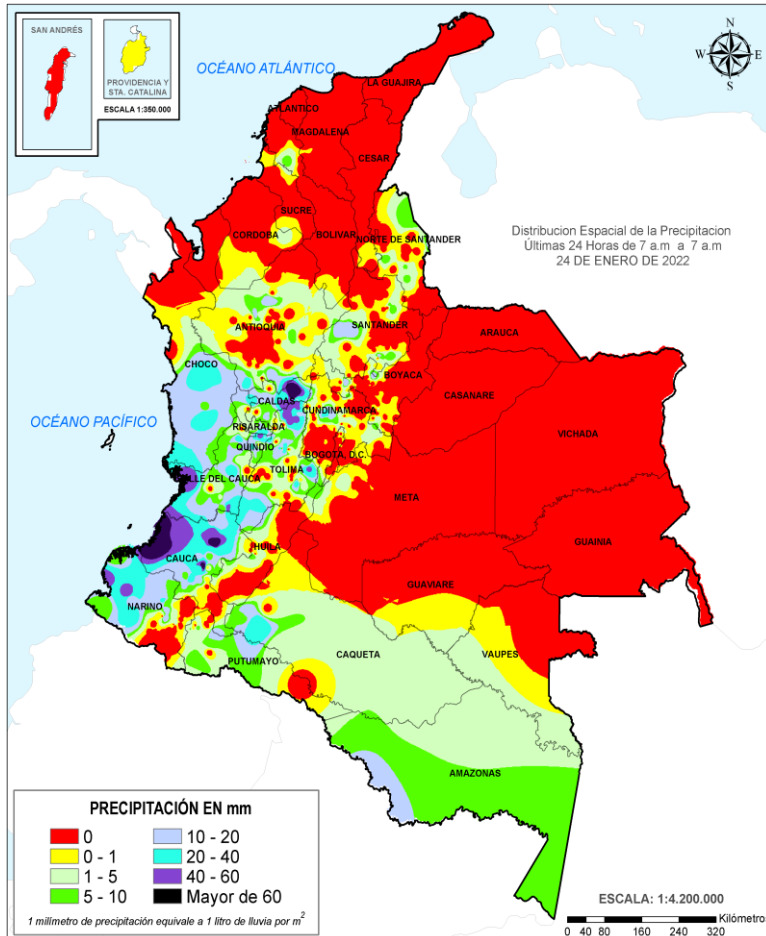 SAN ANDRÉS
PROVIDENCIA Y
STA. CATALINA
ESCALA 1:350.000
N
W
E
S
OCÉANO ATLÁNTICO
LA GUAJIRA
ATLANTICO
MAGDALENA
CESAR
SUCRE
CORDOBA
BOLIVAR
NORTE DE SANTANDER
Distribucion Espacial de la Precipitacion
Últimas 24 Horas de 7 a.m a 7 a.m
24 DE ENERO DE 2022
ANTIOQUIA
SANTANDER
ARAUCA
CHOCO
BOYACA
CASANARE
CALDAS
CUNDINAMARCA
OCÉANO PACÍFICO
RISARALDA
VICHADA
QUINDIO
BOGOTA, D.C.
TOLIMA
VALLE DEL CAUCA
META
GUAINIA
HUILA
CAUCA
GUAVIARE
NARINO
CAQUETA
VAUPES
PUTUMAYO
AMAZONAS
PRECIPITACIÓN EN mm
0
0 - 1
1 - 5
5 - 10
10 - 20
20 - 40
40 - 60
Mayor de 60
1 milímetro de precipitación equivale a 1 litro de lluvia por m²
ESCALA: 1:4.200.000
Kilómetros
0 40 80 160 240 320